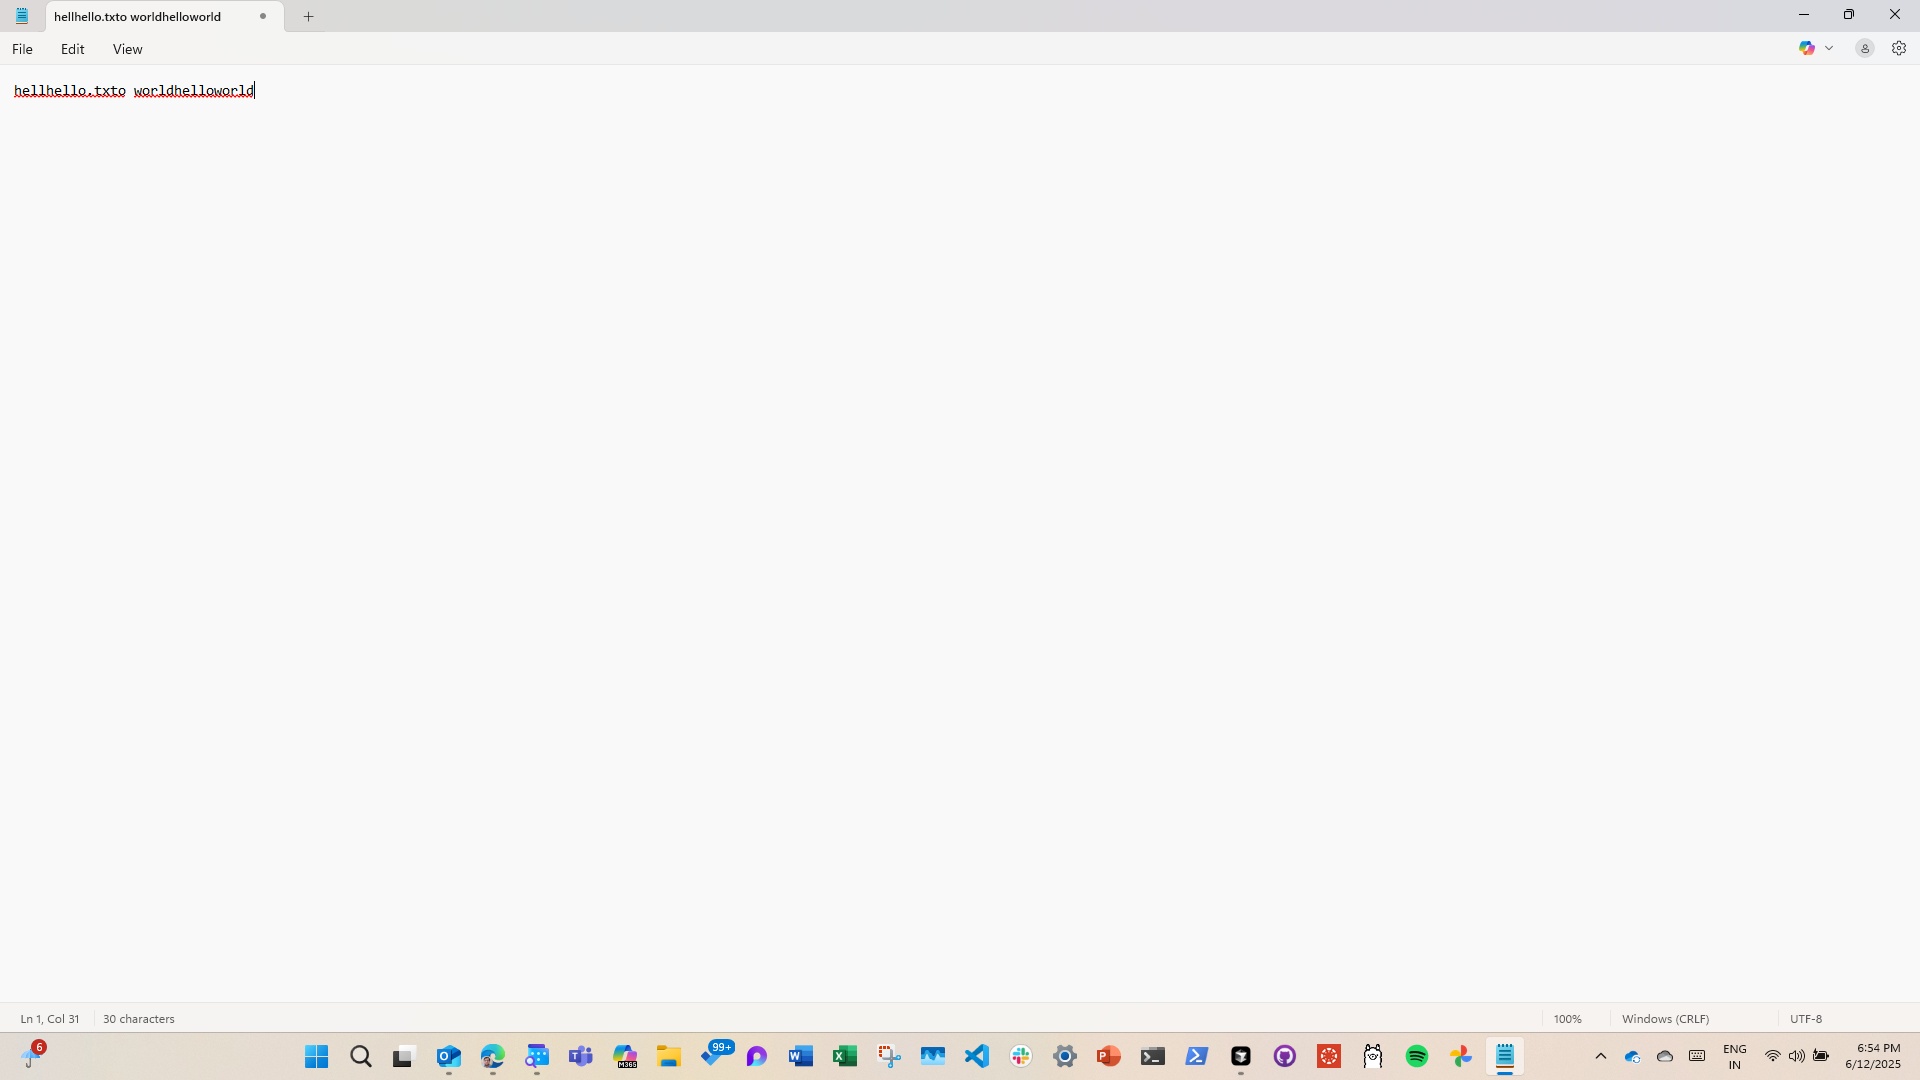 hellhello.txto worldhelloworld
File Edit View
hellhello.txto worldhelloworld
Ln 1, Col 31 30 characters 100% Windows (CRLF) UTF-8
6 99+ M365 ENG 6:54 PM
IN 6/12/2025